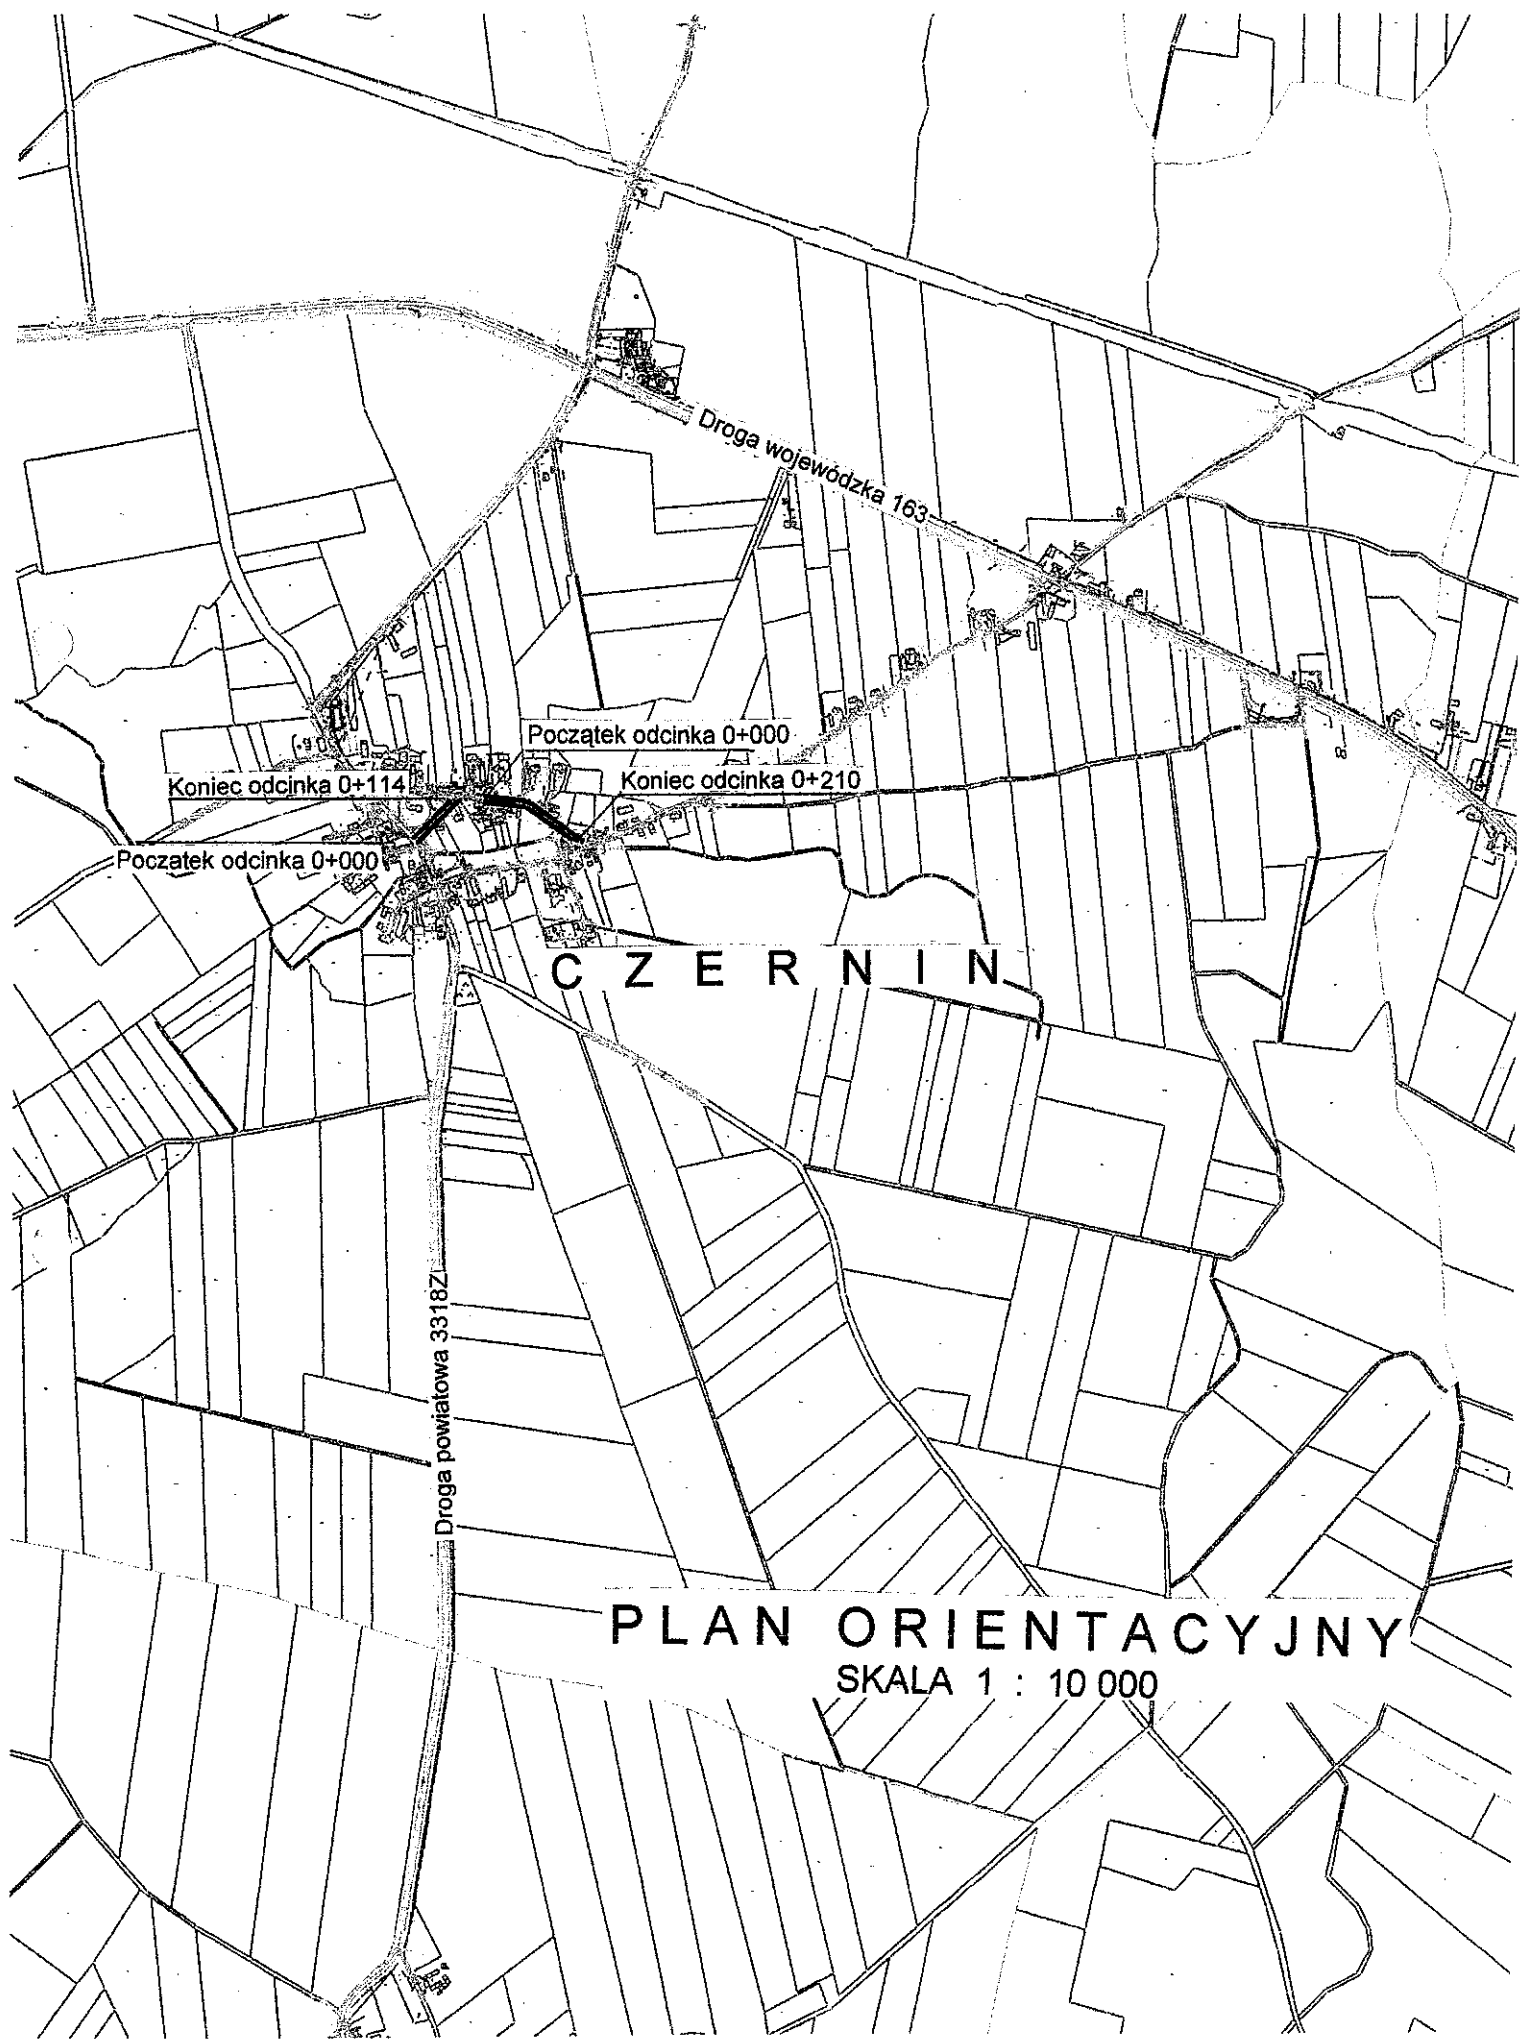 Droga wojewódzka 163
Początek odcinka 0+000
Koniec odcinka 0+114
Koniec odcinka 0+210
Początek odcinka 0+000
CZERNIN
Droga powiatowa 3318Z
PLAN ORIENTACYJNY
SKALA 1 : 10 000